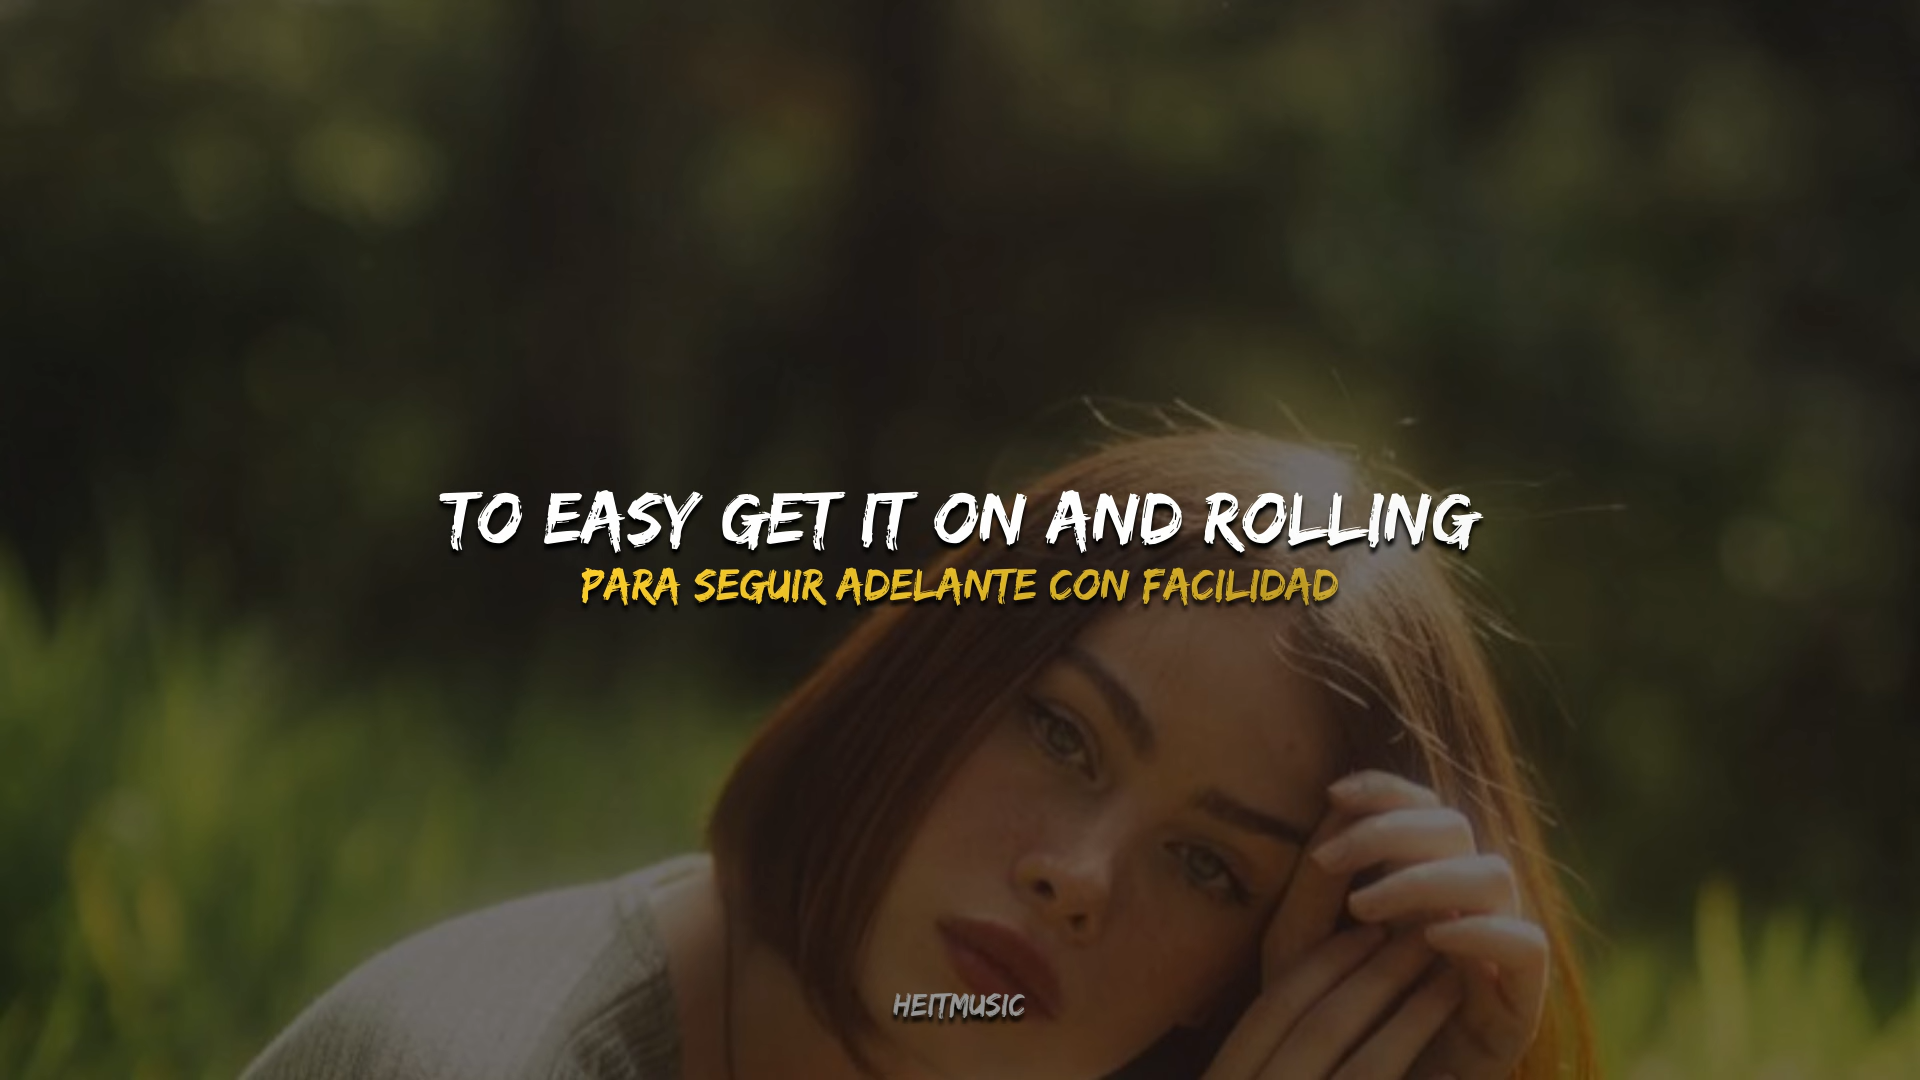 TO EASY GET IT ON AND ROLLING
PARA SEGUIR ADELANTE CON FACILIDAD
HEITMUSIC